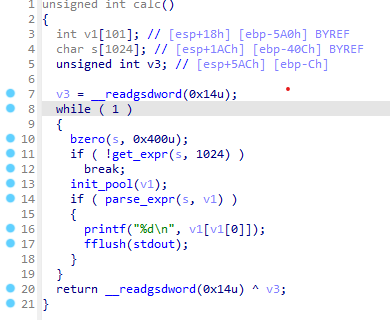 1 unsigned int calc()
2 {
3 int v1[101]; // [esp+18h] [ebp-5A0h] BYREF
4 char s[1024]; // [esp+1ACh] [ebp-40Ch] BYREF
5 unsigned int v3; // [esp+5ACh] [ebp-Ch]
6
7 v3 = __readgsdword(0x14u);
8 while ( 1 )
9 {
10 bzero(s, 0x400u);
11 if ( !get_expr(s, 1024) )
12 break;
13 init_pool(v1);
14 if ( parse_expr(s, v1) )
15 {
16 printf("%d\n", v1[v1[0]]);
17 fflush(stdout);
18 }
19 }
20 return __readgsdword(0x14u) ^ v3;
21 }